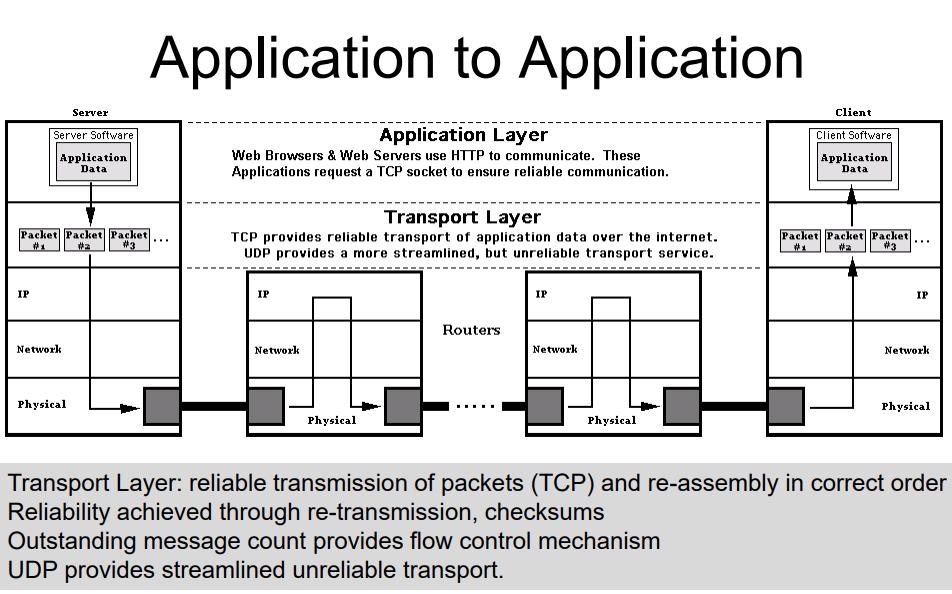 Application to Application
Server
Client
Server Software
Application
Data
Application Layer
Web Browsers & Web Servers use HTTP to communicate. These
Applications request a TCP socket to ensure reliable communication.
Client Software
Application
Data
Packet
#1
Packet
#2
Packet
#3
...
Transport Layer
TCP provides reliable transport of application data over the internet.
UDP provides a more streamlined, but unreliable transport service.
Packet
#1
Packet
#2
Packet
#3
...
IP
IP
IP
IP
Routers
Network
Network
Network
Network
Physical
Physical
......
Physical
Physical
Transport Layer: reliable transmission of packets (TCP) and re-assembly in correct order
Reliability achieved through re-transmission, checksums
Outstanding message count provides flow control mechanism
UDP provides streamlined unreliable transport.